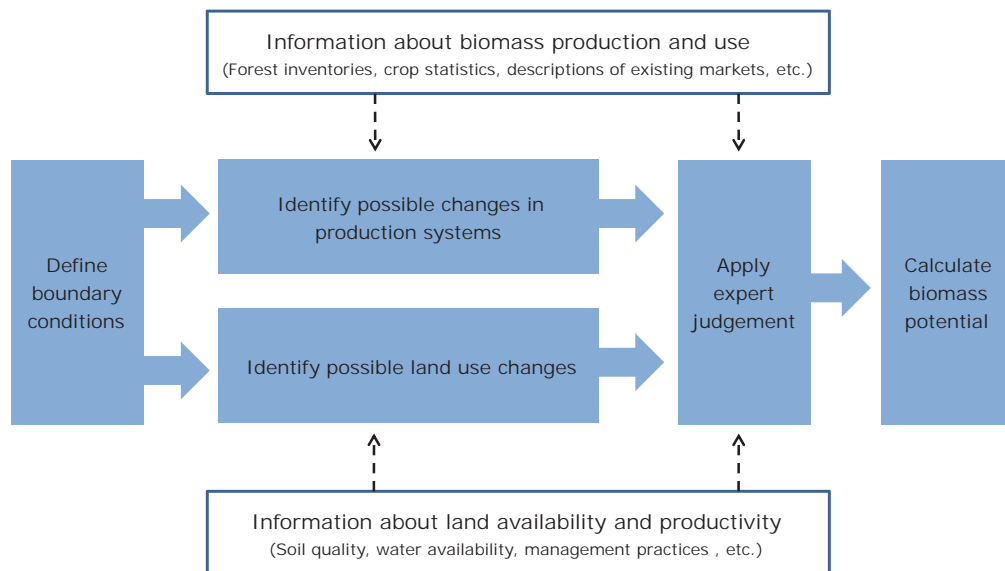 Information about biomass production and use
(Forest inventories, crop statistics, descriptions of existing markets, etc.)
Define
boundary
conditions
Identify possible changes in
production systems
Identify possible land use changes
Apply
expert
judgement
Calculate
biomass
potential
Information about land availability and productivity
(Soil quality, water availability, management practices , etc.)